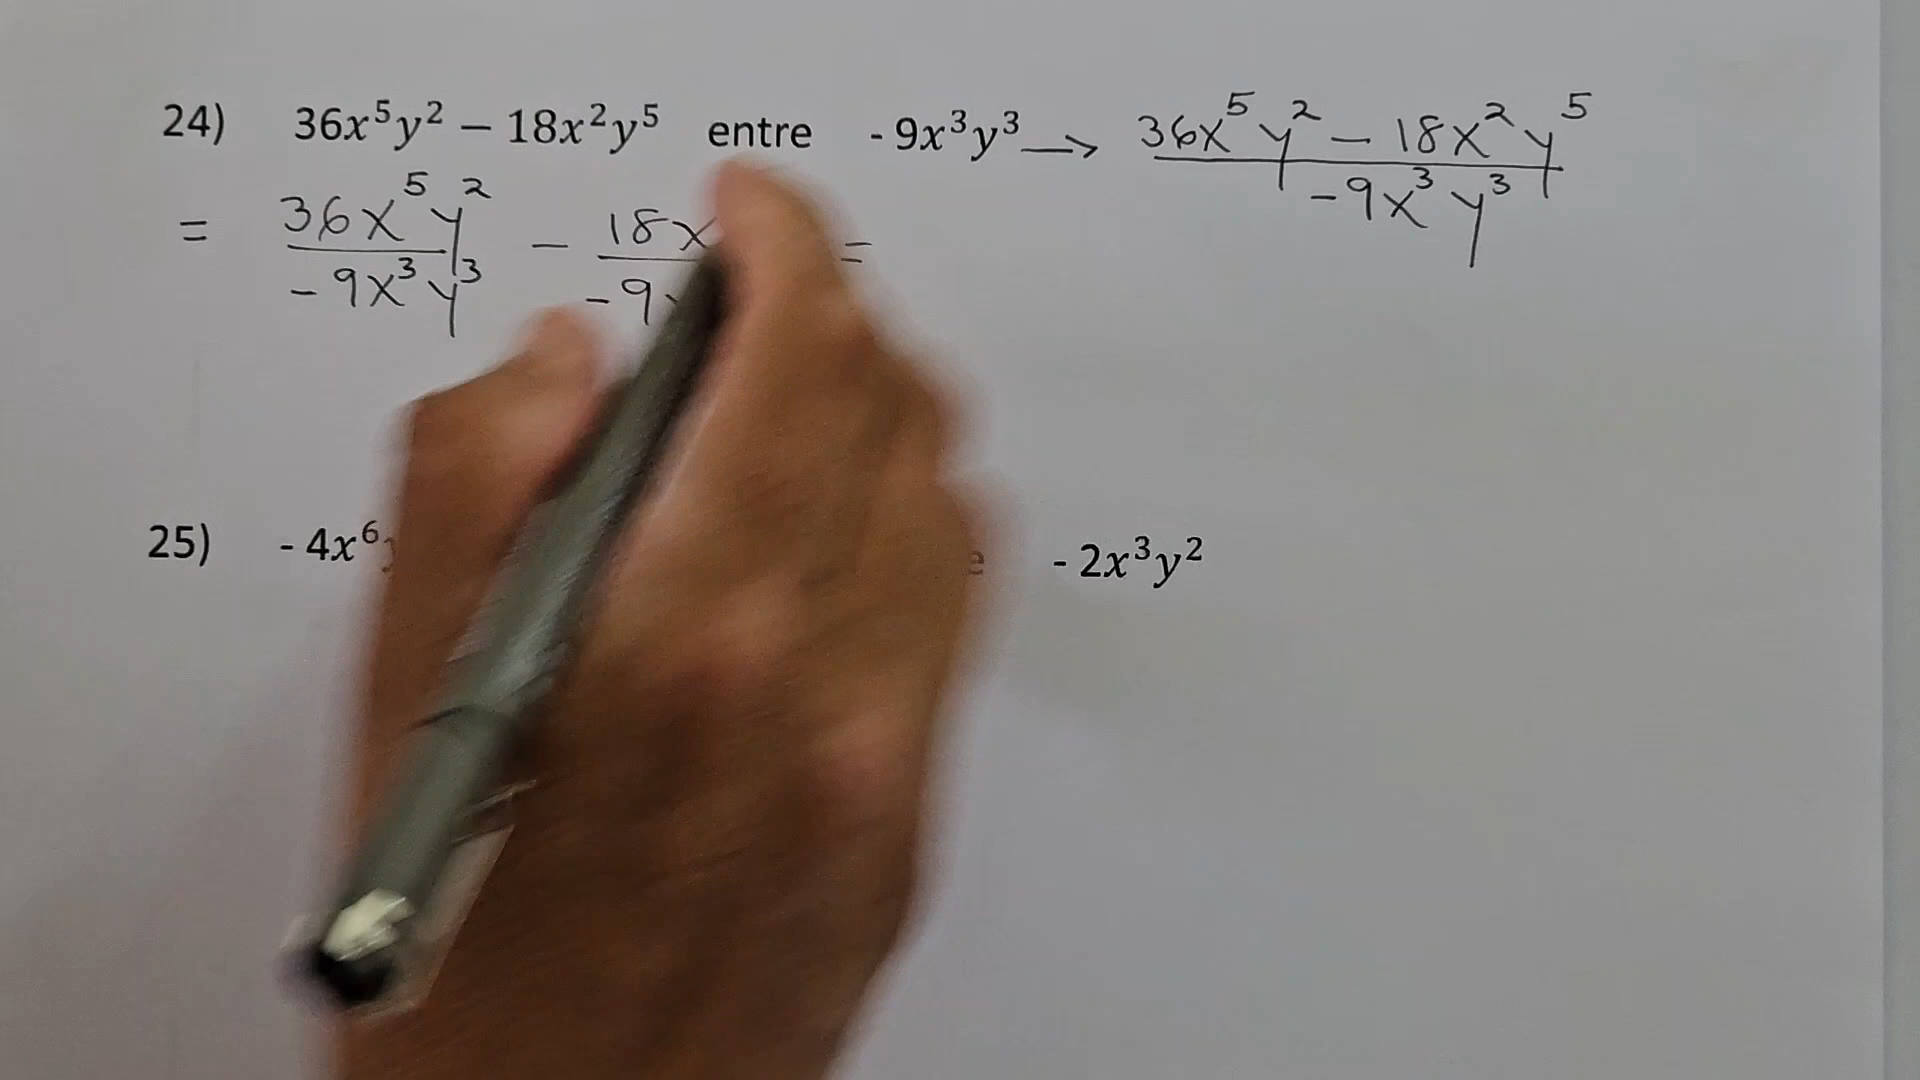 24) 36x⁵y² – 18x²y⁵ entre - 9x³y³ → 36x⁵y² – 18x²y⁵ / -9x³y³
= 36x⁵y² / -9x³y³ – 18x / -9 =
25) - 4x⁶ - 2x³y²